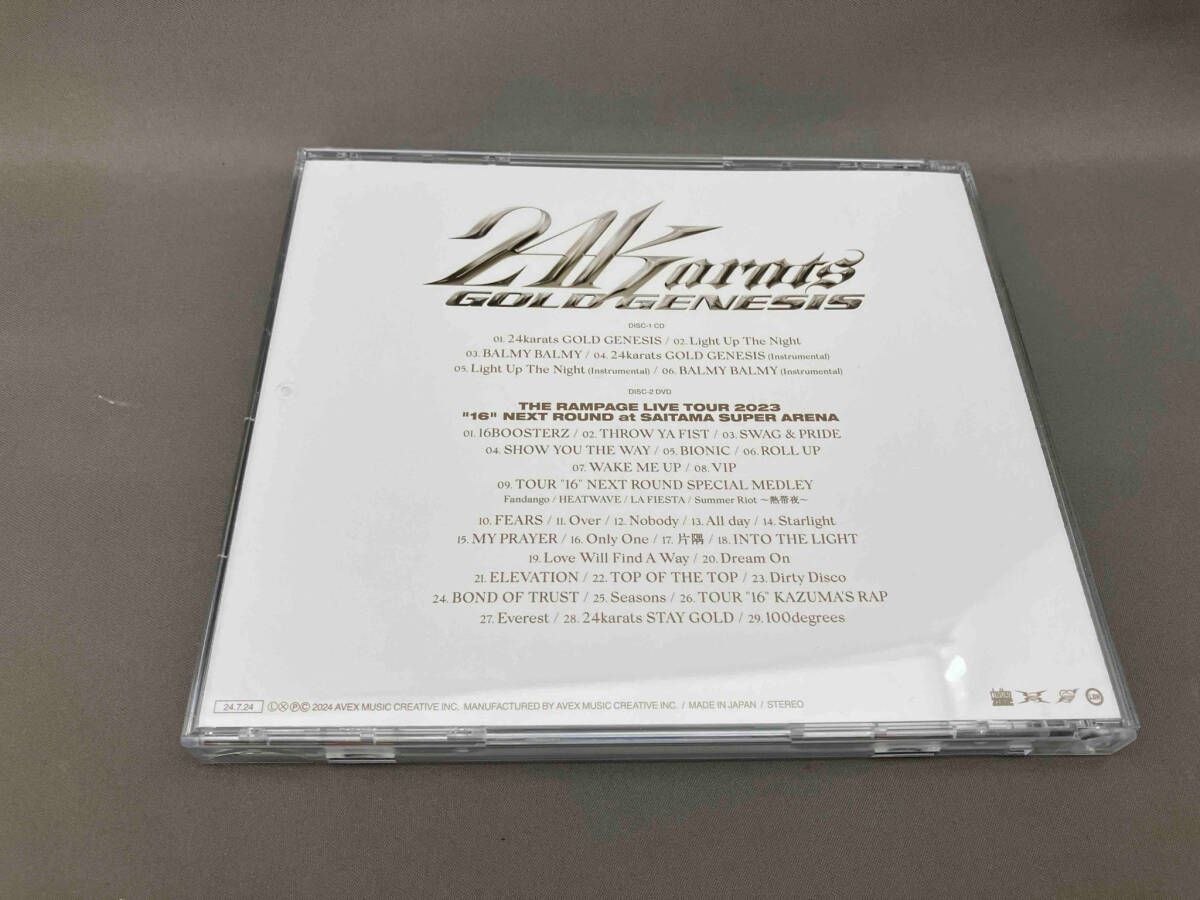 24karats
GOLD GENESIS
DISC-1 CD
01. 24karats GOLD GENESIS / 02. Light Up The Night
03. BALMY BALMY / 04. 24karats GOLD GENESIS (Instrumental)
05. Light Up The Night (Instrumental) / 06. BALMY BALMY (Instrumental)
DISC-2 DVD
THE RAMPAGE LIVE TOUR 2023
"16" NEXT ROUND at SAITAMA SUPER ARENA
01. 16BOOSTERZ / 02. THROW YA FIST / 03. SWAG & PRIDE
04. SHOW YOU THE WAY / 05. BIONIC / 06. ROLL UP
07. WAKE ME UP / 08. VIP
09. TOUR "16" NEXT ROUND SPECIAL MEDLEY
Fandango / HEATWAVE / LA FIESTA / Summer Riot ～熱帯夜～
10. FEARS / 11. Over / 12. Nobody / 13. All day / 14. Starlight
15. MY PRAYER / 16. Only One / 17. 片隅 / 18. INTO THE LIGHT
19. Love Will Find A Way / 20. Dream On
21. ELEVATION / 22. TOP OF THE TOP / 23. Dirty Disco
24. BOND OF TRUST / 25. Seasons / 26. TOUR "16" KAZUMA'S RAP
27. Everest / 28. 24karats STAY GOLD / 29. 100degrees
24.7.24 Ⓛ Ⓧ Ⓟ © 2024 AVEX MUSIC CREATIVE INC. MANUFACTURED BY AVEX MUSIC CREATIVE INC. / MADE IN JAPAN / STEREO
LDH